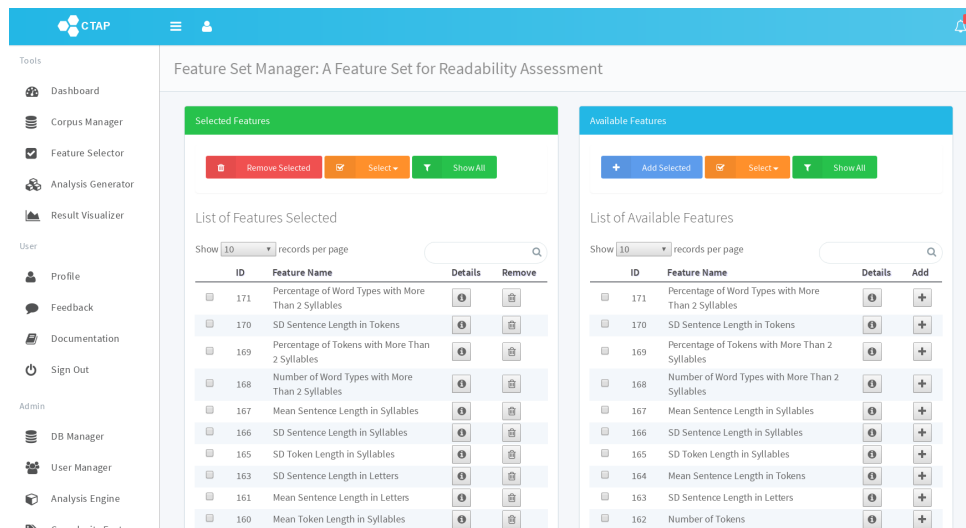 CTAP
Tools
Dashboard
Corpus Manager
Feature Selector
Analysis Generator
Result Visualizer
User
Profile
Feedback
Documentation
Sign Out
Admin
DB Manager
User Manager
Analysis Engine
Feature Set Manager: A Feature Set for Readability Assessment
Selected Features
Remove Selected Select Show All
List of Features Selected
Show 10 records per page
ID Feature Name Details Remove
171 Percentage of Word Types with More
Than 2 Syllables
170 SD Sentence Length in Tokens
169 Percentage of Tokens with More Than
2 Syllables
168 Number of Word Types with More
Than 2 Syllables
167 Mean Sentence Length in Syllables
166 SD Sentence Length in Syllables
165 SD Token Length in Syllables
163 SD Sentence Length in Letters
161 Mean Sentence Length in Letters
160 Mean Token Length in Letters
Available Features
Add Selected Select Show All
List of Available Features
Show 10 records per page
ID Feature Name Details Add
171 Percentage of Word Types with More
Than 2 Syllables
170 SD Sentence Length in Tokens
169 Percentage of Tokens with More Than 2
Syllables
168 Number of Word Types with More Than 2
Syllables
167 Mean Sentence Length in Syllables
166 SD Sentence Length in Syllables
165 SD Token Length in Syllables
164 Mean Sentence Length in Tokens
163 SD Sentence Length in Letters
162 Number of Tokens